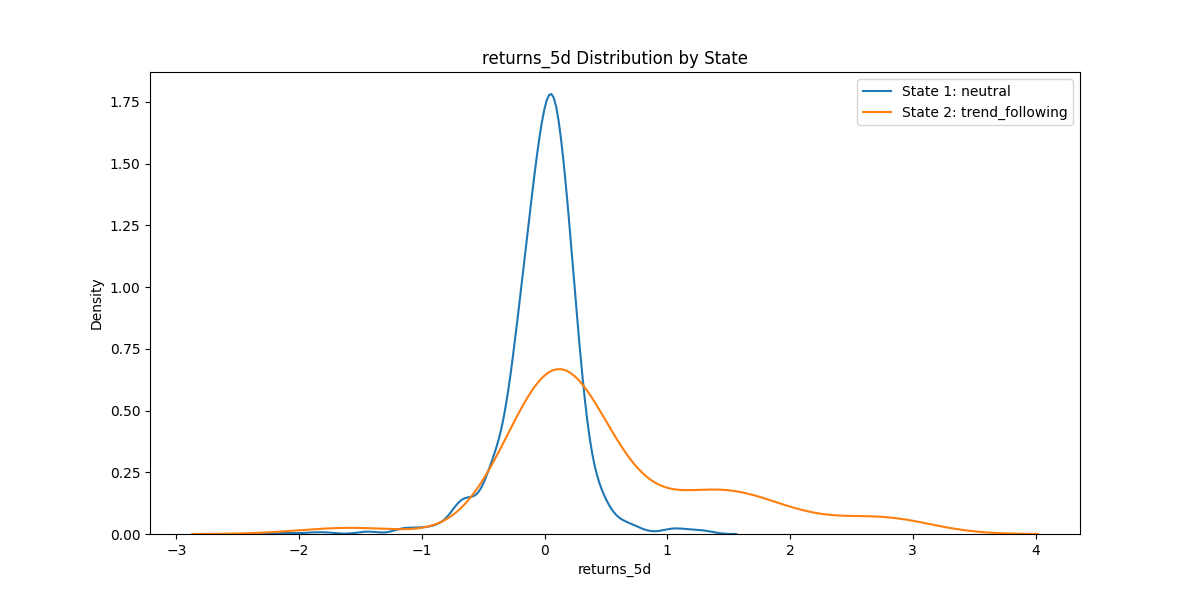 returns_5d Distribution by State
State 1: neutral
State 2: trend_following
Density
1.75
1.50
1.25
1.00
0.75
0.50
0.25
0.00
−3 −2 −1 0 1 2 3 4
returns_5d